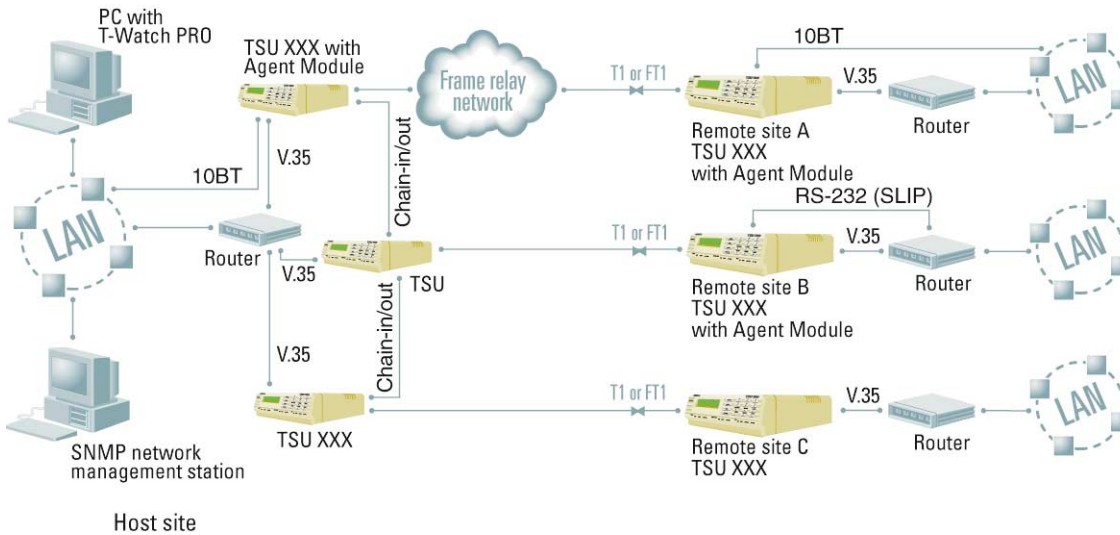 PC with
T-Watch PRO
TSU XXX with
Agent Module
Frame relay
network
T1 or FT1
10BT
V.35
LAN
Remote site A
TSU XXX
with Agent Module
Router
10BT
V.35
Chain-in/out
LAN
Router
V.35
TSU
T1 or FT1
RS-232 (SLIP)
V.35
LAN
Remote site B
TSU XXX
with Agent Module
Router
V.35
Chain-in/out
TSU XXX
T1 or FT1
V.35
LAN
Remote site C
TSU XXX
Router
SNMP network
management station
Host site